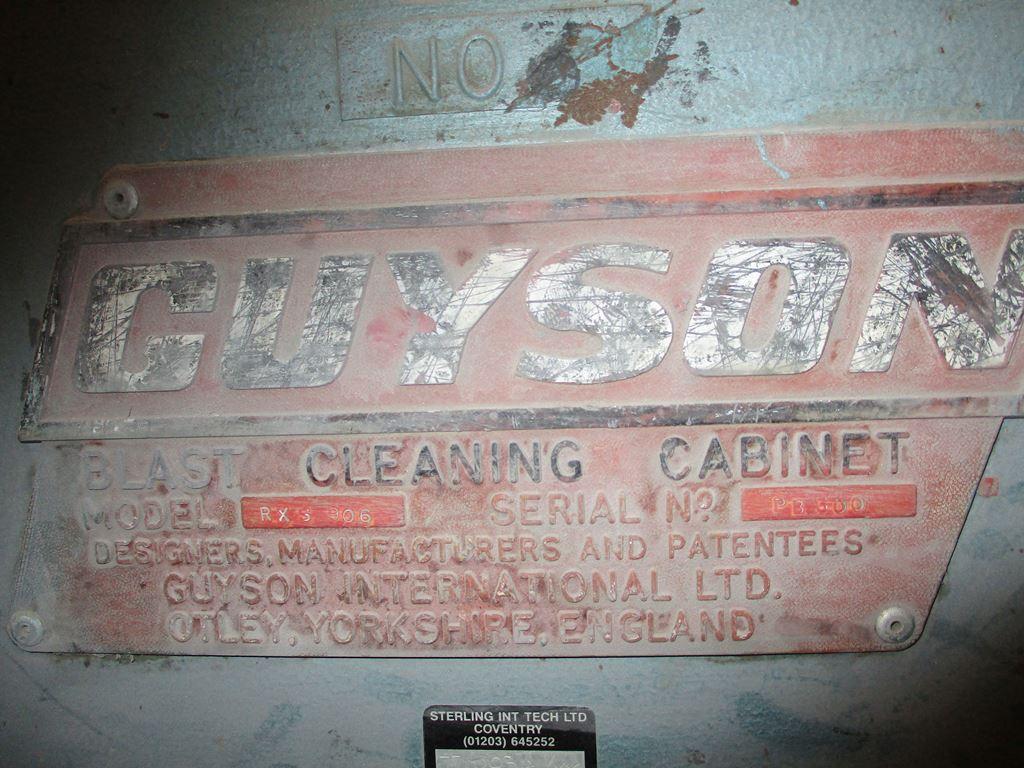 NO
GUYSON
BLAST CLEANING CABINET
MODEL SERIAL Nº
DESIGNERS, MANUFACTURERS AND PATENTEES
GUYSON INTERNATIONAL LTD.
OTLEY, YORKSHIRE, ENGLAND
STERLING INT TECH LTD
COVENTRY
(01203) 645252